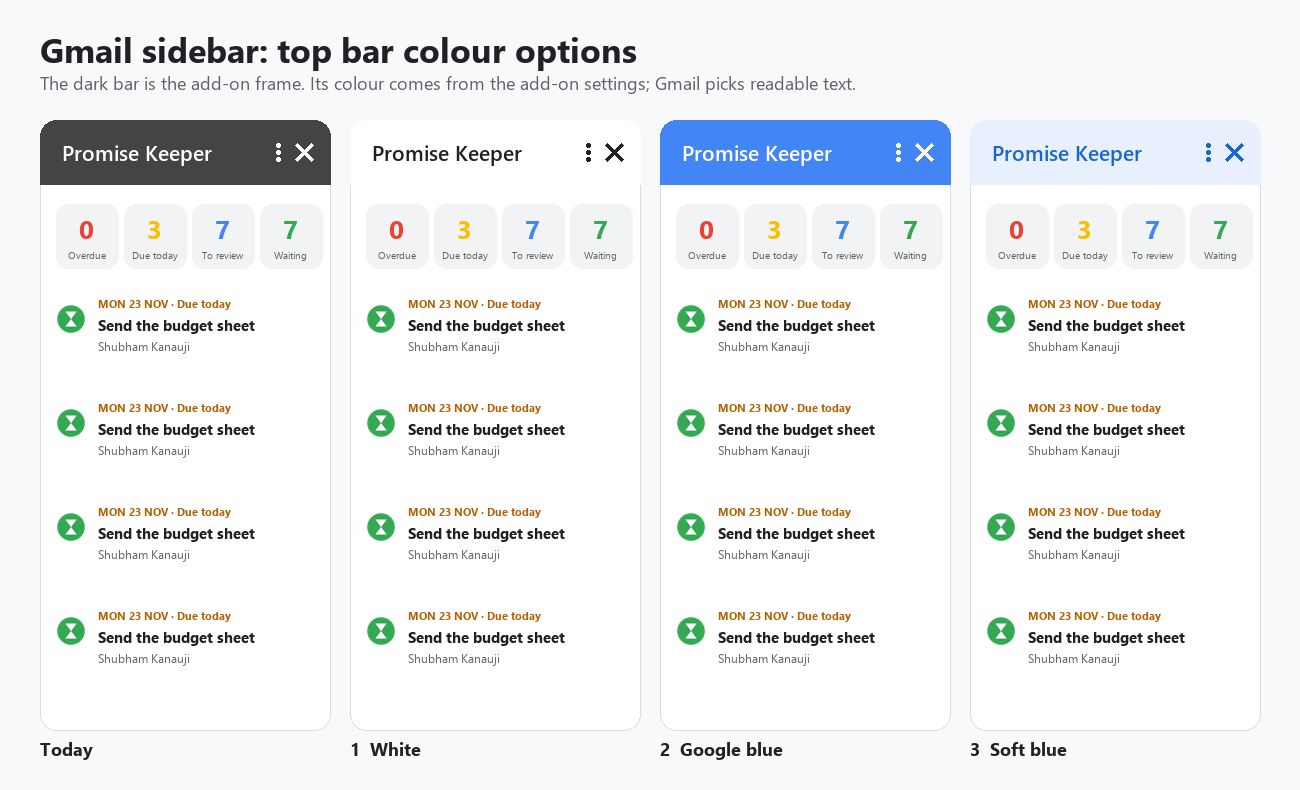 Gmail sidebar: top bar colour options
The dark bar is the add-on frame. Its colour comes from the add-on settings; Gmail picks readable text.
Promise Keeper
0 3 7 7
Overdue Due today To review Waiting
MON 23 NOV · Due today
Send the budget sheet
Shubham Kanauji
MON 23 NOV · Due today
Send the budget sheet
Shubham Kanauji
MON 23 NOV · Due today
Send the budget sheet
Shubham Kanauji
MON 23 NOV · Due today
Send the budget sheet
Shubham Kanauji
Today
Promise Keeper
0 3 7 7
Overdue Due today To review Waiting
MON 23 NOV · Due today
Send the budget sheet
Shubham Kanauji
MON 23 NOV · Due today
Send the budget sheet
Shubham Kanauji
MON 23 NOV · Due today
Send the budget sheet
Shubham Kanauji
MON 23 NOV · Due today
Send the budget sheet
Shubham Kanauji
1 White
Promise Keeper
0 3 7 7
Overdue Due today To review Waiting
MON 23 NOV · Due today
Send the budget sheet
Shubham Kanauji
MON 23 NOV · Due today
Send the budget sheet
Shubham Kanauji
MON 23 NOV · Due today
Send the budget sheet
Shubham Kanauji
MON 23 NOV · Due today
Send the budget sheet
Shubham Kanauji
2 Google blue
Promise Keeper
0 3 7 7
Overdue Due today To review Waiting
MON 23 NOV · Due today
Send the budget sheet
Shubham Kanauji
MON 23 NOV · Due today
Send the budget sheet
Shubham Kanauji
MON 23 NOV · Due today
Send the budget sheet
Shubham Kanauji
MON 23 NOV · Due today
Send the budget sheet
Shubham Kanauji
3 Soft blue